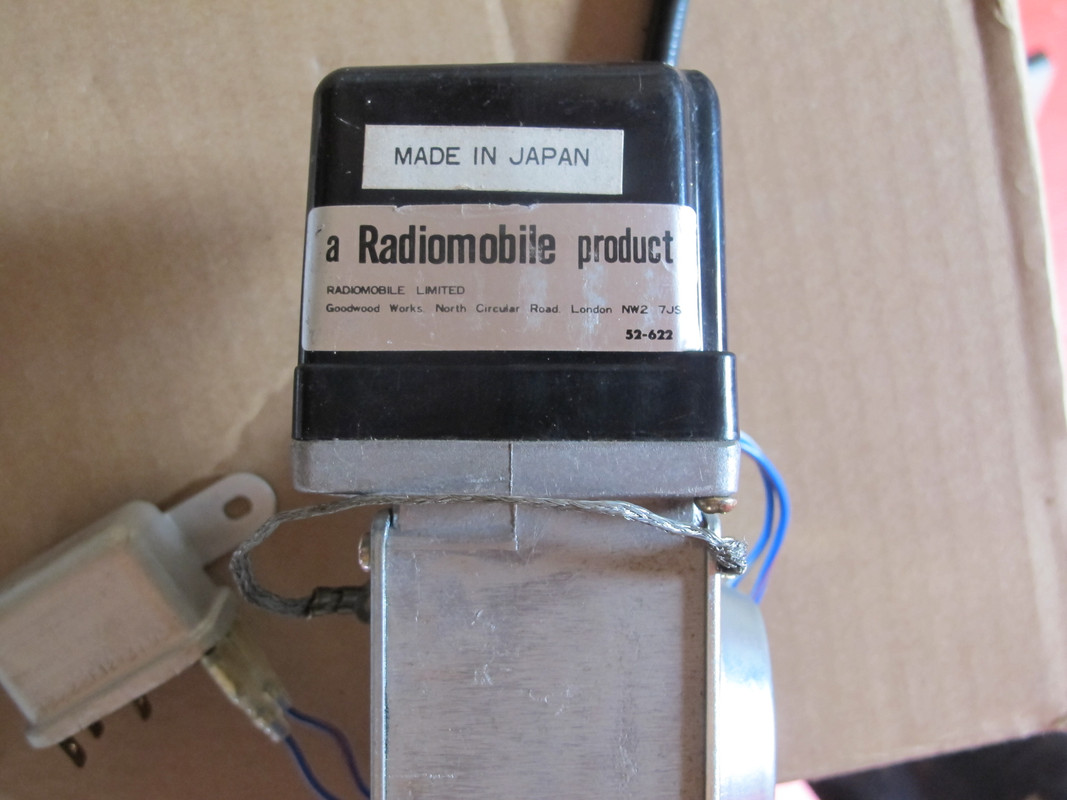 MADE IN JAPAN
a Radiomobile product
RADIOMOBILE LIMITED
Goodwood Works. North Circular Road. London NW2 7JS
52-622